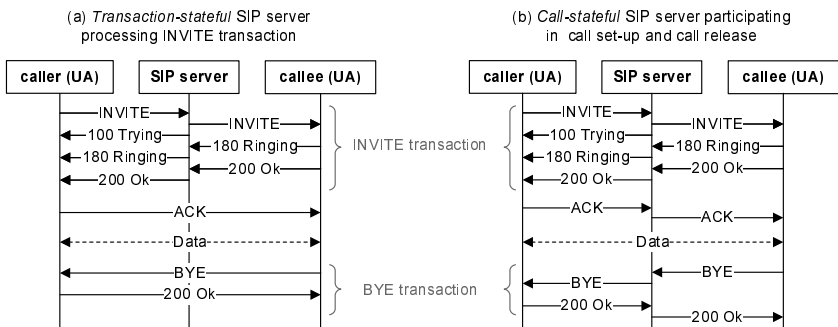 (a) Transaction-stateful SIP server
processing INVITE transaction
caller (UA)
SIP server
callee (UA)
INVITE
INVITE
100 Trying
180 Ringing
180 Ringing
200 Ok
200 Ok
INVITE transaction
ACK
Data
BYE
200 Ok
BYE transaction
(b) Call-stateful SIP server participating
in call set-up and call release
caller (UA)
SIP server
callee (UA)
INVITE
INVITE
100 Trying
180 Ringing
180 Ringing
200 Ok
200 Ok
ACK
ACK
Data
BYE
BYE
200 Ok
200 Ok